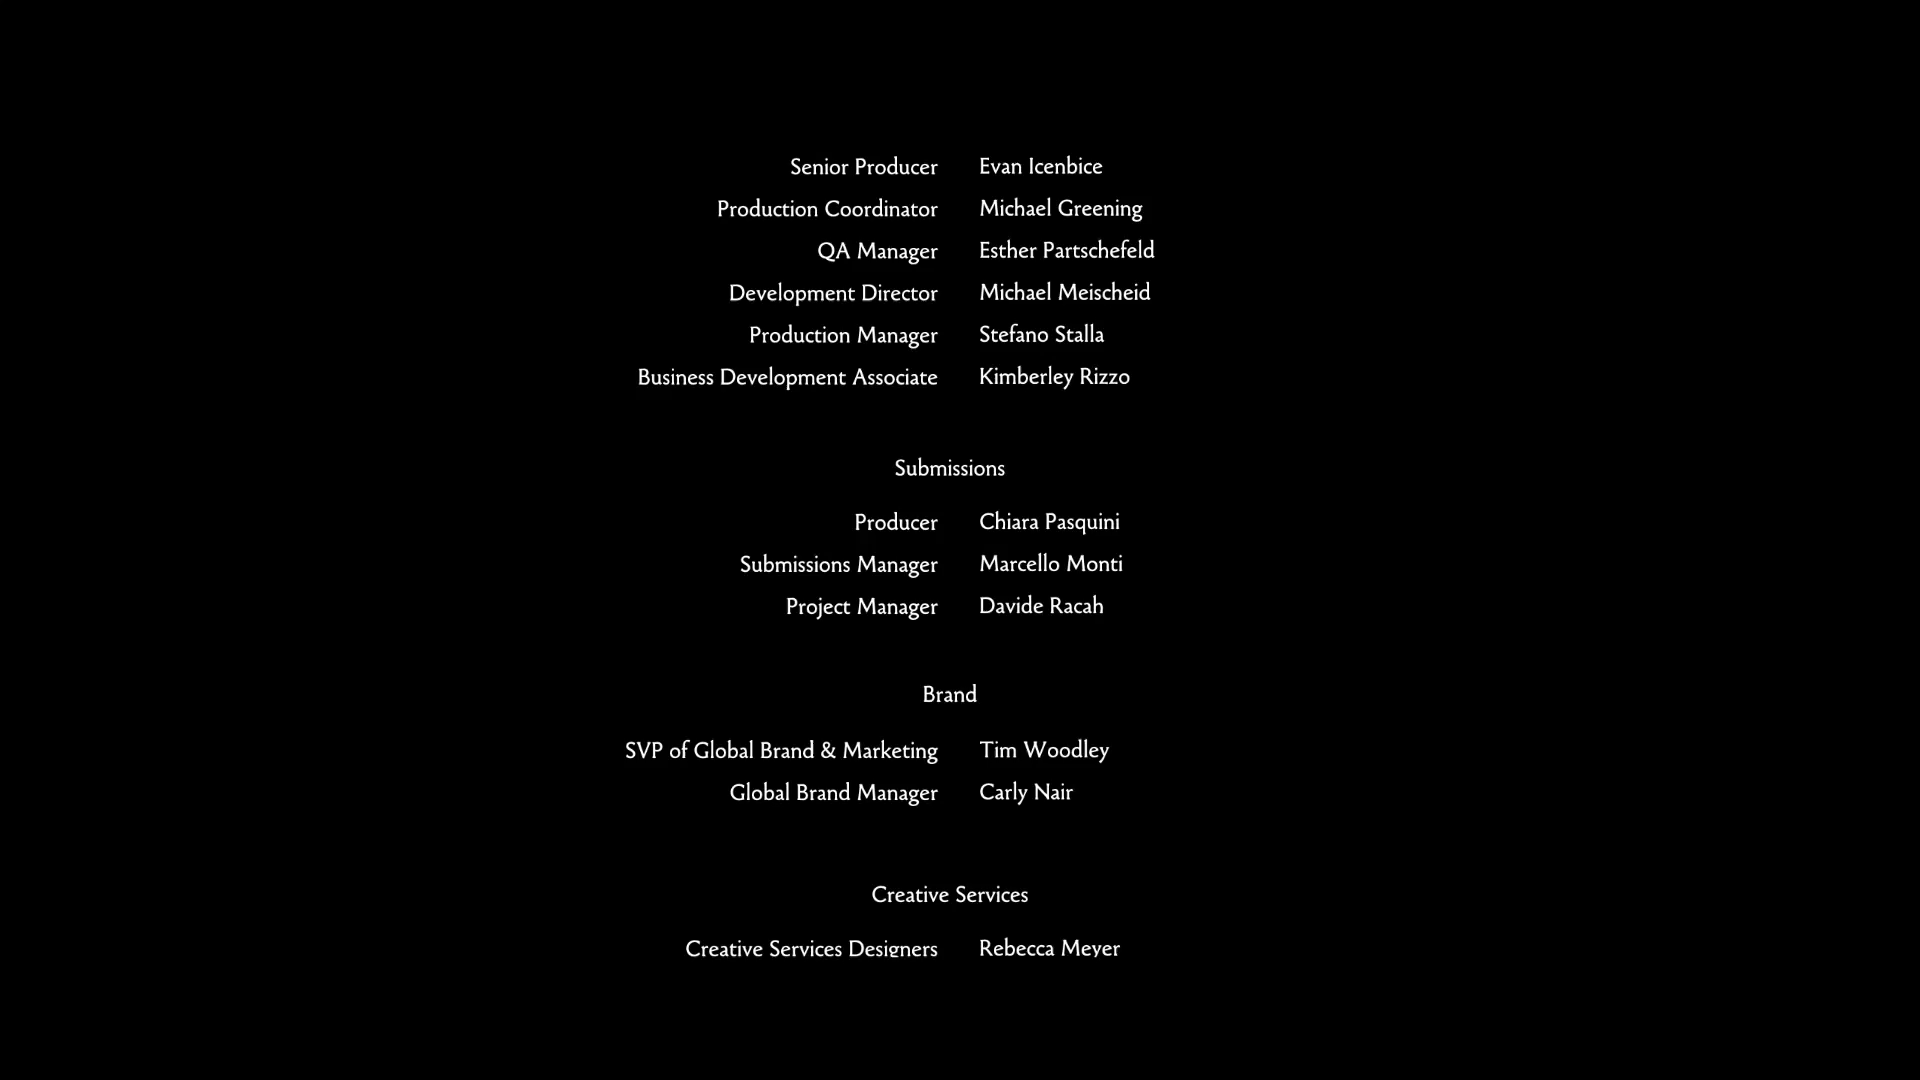 Senior Producer Evan Icenbice
Production Coordinator Michael Greening
QA Manager Esther Partschefeld
Development Director Michael Meischeid
Production Manager Stefano Stalla
Business Development Associate Kimberley Rizzo
Submissions
Producer Chiara Pasquini
Submissions Manager Marcello Monti
Project Manager Davide Racah
Brand
SVP of Global Brand & Marketing Tim Woodley
Global Brand Manager Carly Nair
Creative Services
Creative Services Designers Rebecca Meyer